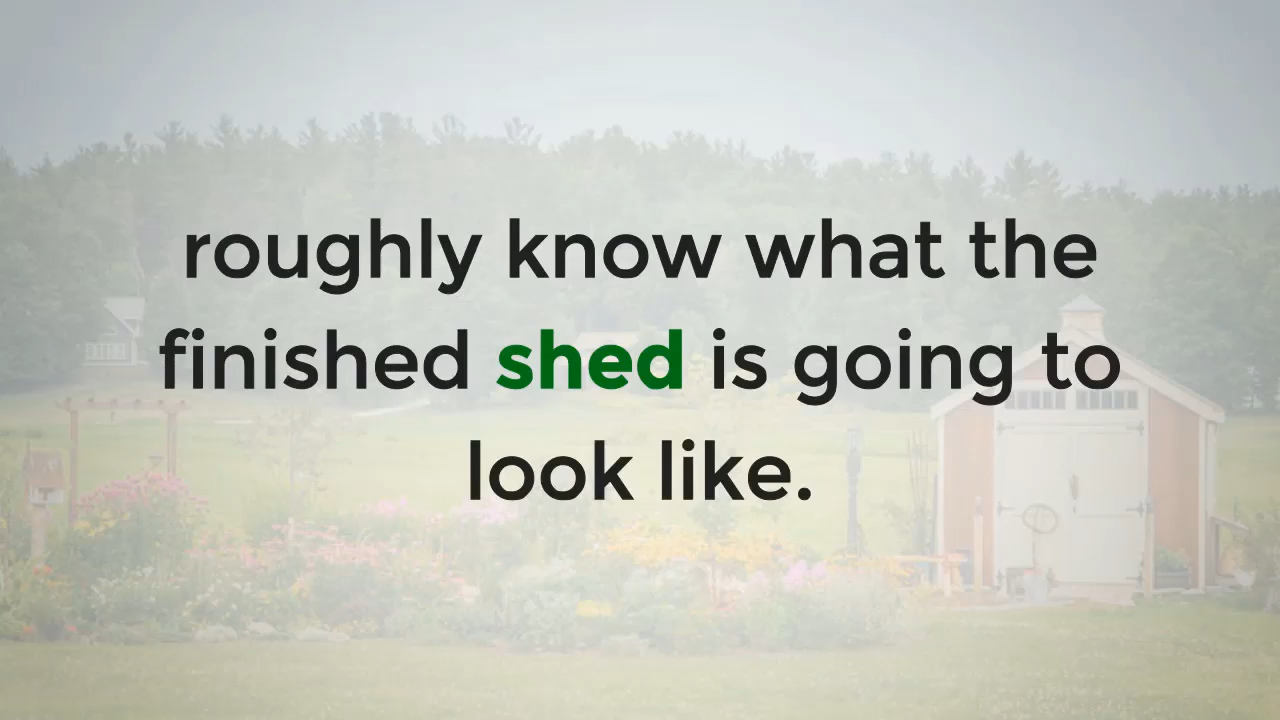 roughly know what the
finished shed is going to
look like.